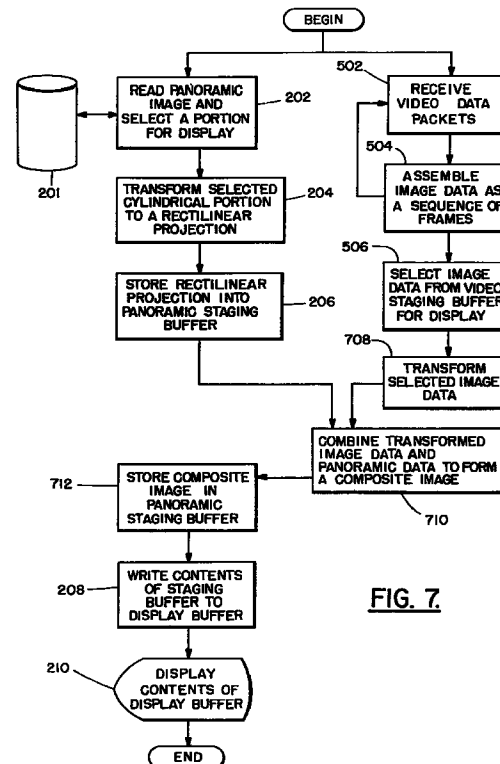 BEGIN
502
RECEIVE
VIDEO DATA
PACKETS
READ PANORAMIC
IMAGE AND
SELECT A PORTION
FOR DISPLAY
202
201
504
ASSEMBLE
IMAGE DATA AS
A SEQUENCE OF
FRAMES
TRANSFORM SELECTED
CYLINDRICAL PORTION
TO A RECTILINEAR
PROJECTION
204
506
SELECT IMAGE
DATA FROM VIDEO
STAGING BUFFER
FOR DISPLAY
STORE RECTILINEAR
PROJECTION INTO
PANORAMIC STAGING
BUFFER
206
708
TRANSFORM
SELECTED IMAGE
DATA
COMBINE TRANSFORMED
IMAGE DATA AND
PANORAMIC DATA TO FORM
A COMPOSITE IMAGE
710
712
STORE COMPOSITE
IMAGE IN
PANORAMIC
STAGING BUFFER
208
WRITE CONTENTS
OF STAGING
BUFFER TO
DISPLAY BUFFER
FIG. 7.
210
DISPLAY
CONTENTS OF
DISPLAY BUFFER
END